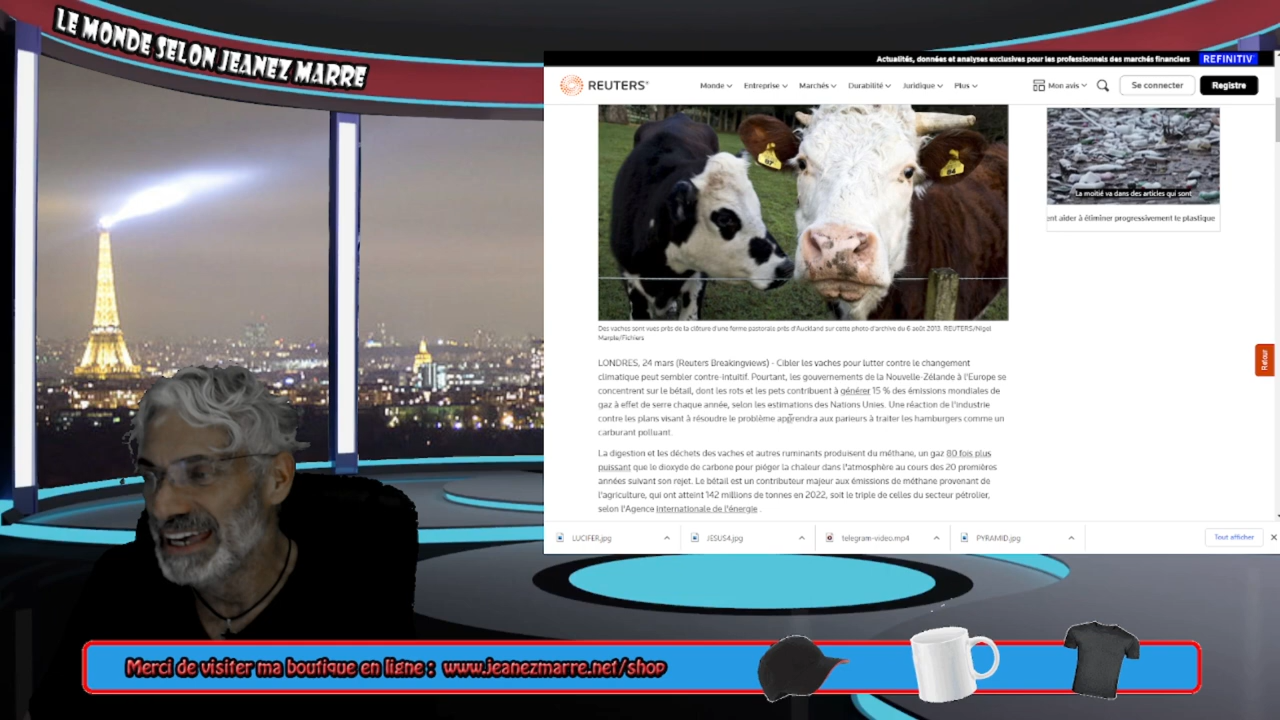 LE MONDE SELON JEANEZ MARRE
Actualités, données et analyses exclusives pour les professionnels des marchés financiers
REFINITIV
REUTERS
Monde
Entreprise
Marchés
Durabilité
Juridique
Plus
Mon avis
Se connecter
Registre
87
84
La moitié va dans des articles qui sont
ent aider à éliminer progressivement le plastique
Des vaches sont vues près de la clôture d'une ferme pastorale près d'Auckland sur cette photo d'archive du 6 août 2013. REUTERS/Nigel
Marple/Fichiers
LONDRES, 24 mars (Reuters Breakingviews) - Cibler les vaches pour lutter contre le changement
climatique peut sembler contre-intuitif. Pourtant, les gouvernements de la Nouvelle-Zélande à l'Europe se
concentrent sur le bétail, dont les rots et les pets contribuent à générer 15 % des émissions mondiales de
gaz à effet de serre chaque année, selon les estimations des Nations Unies. Une réaction de l'industrie
contre les plans visant à résoudre le problème apprendra aux parieurs à traiter les hamburgers comme un
carburant polluant.
La digestion et les déchets des vaches et autres ruminants produisent du méthane, un gaz 80 fois plus
puissant que le dioxyde de carbone pour piéger la chaleur dans l'atmosphère au cours des 20 premières
années suivant son rejet. Le bétail est un contributeur majeur aux émissions de méthane provenant de
l'agriculture, qui ont atteint 142 millions de tonnes en 2022, soit le triple de celles du secteur pétrolier,
selon l'Agence internationale de l'énergie .
Retour
LUCIFER.jpg
JESUS4.jpg
telegram-video.mp4
PYRAMID.jpg
Tout afficher
Merci de visiter ma boutique en ligne : www.jeanezmarre.net/shop